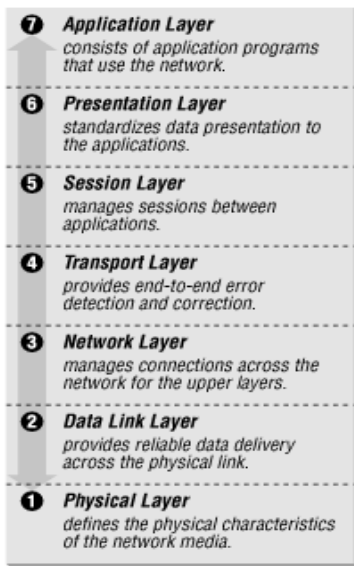 7 Application Layer
consists of application programs
that use the network.
6 Presentation Layer
standardizes data presentation to
the applications.
5 Session Layer
manages sessions between
applications.
4 Transport Layer
provides end-to-end error
detection and correction.
3 Network Layer
manages connections across the
network for the upper layers.
2 Data Link Layer
provides reliable data delivery
across the physical link.
1 Physical Layer
defines the physical characteristics
of the network media.